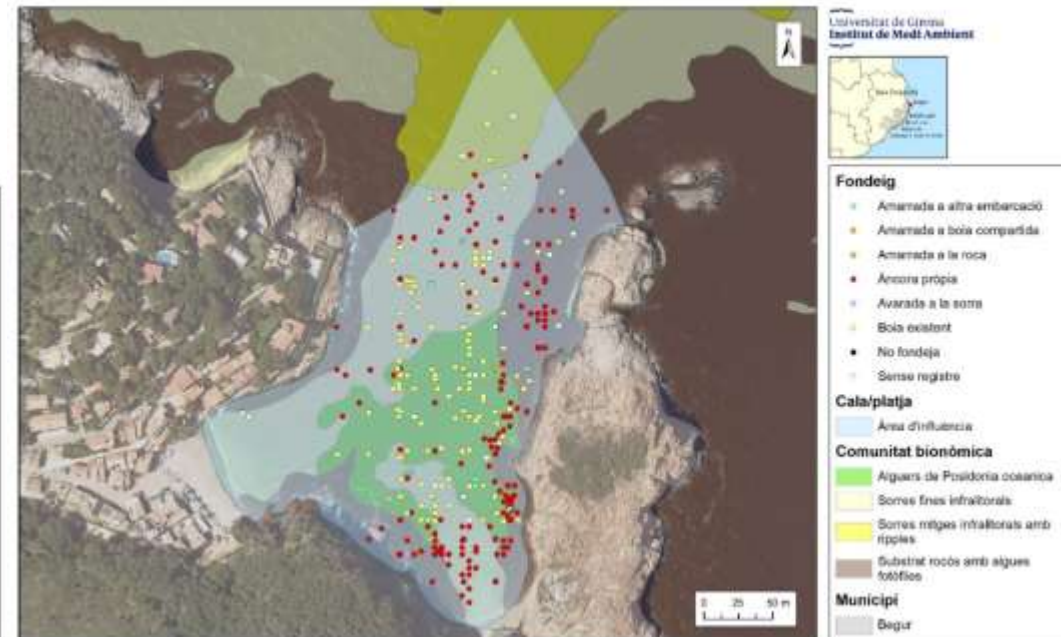 N
Universitat de Girona
Institut de Medi Ambient
Fondeig
Amarrada a altra embarcació
Amarrada a boia compartida
Amarrada a la roca
Àncora pròpia
Avarada a la sorra
Boia existent
No fondeja
Sense registre
Cala/platja
Àrea d'influència
Comunitat bionòmica
Alguers de Posidonia oceanica
Sorres fines infralitorals
Sorres mitges infralitorals amb
ripples
Substrat rocós amb algues
fotòfiles
Municipi
Begur
0 25 50 m